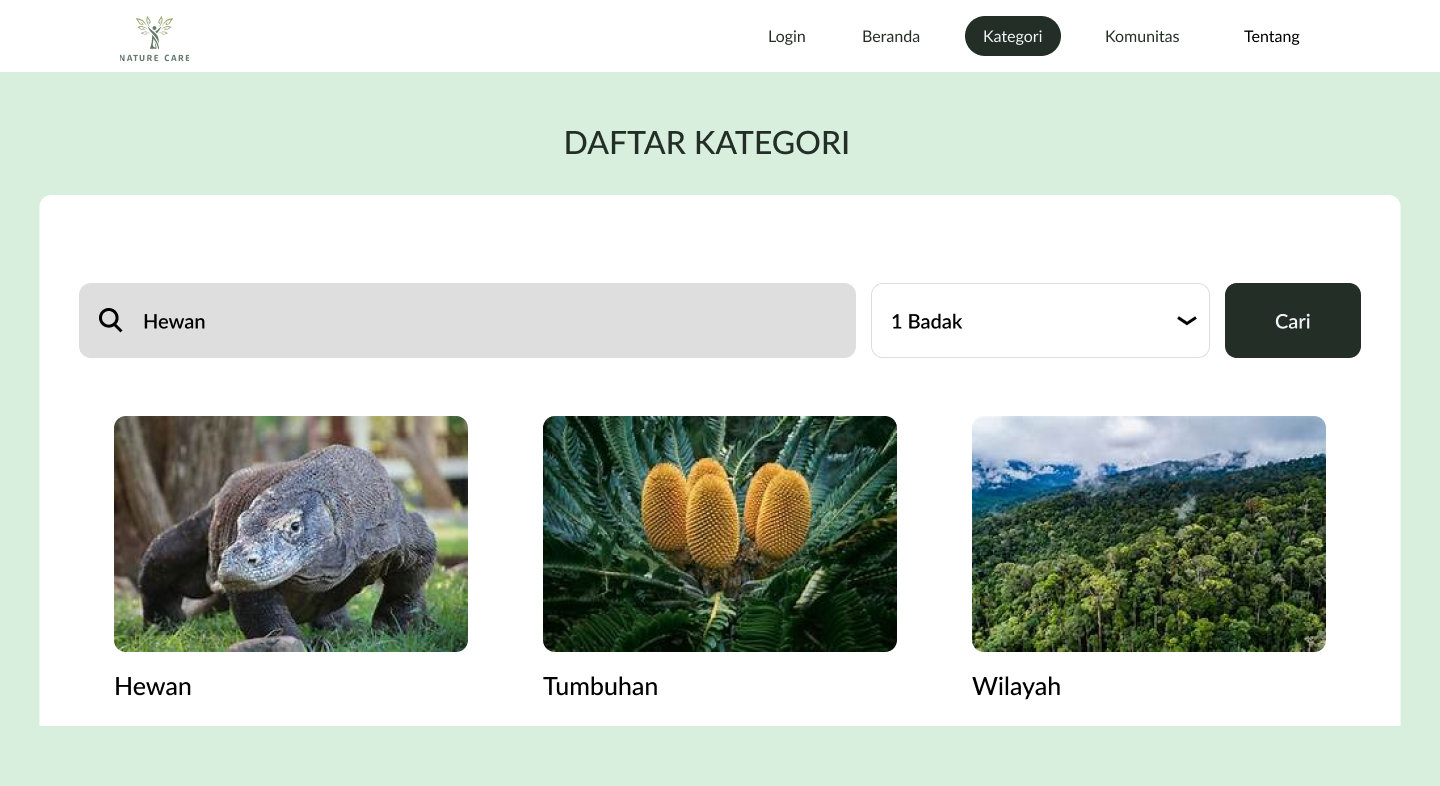 NATURE CARE
Login Beranda Kategori Komunitas Tentang
DAFTAR KATEGORI
Hewan 1 Badak Cari
Hewan Tumbuhan Wilayah